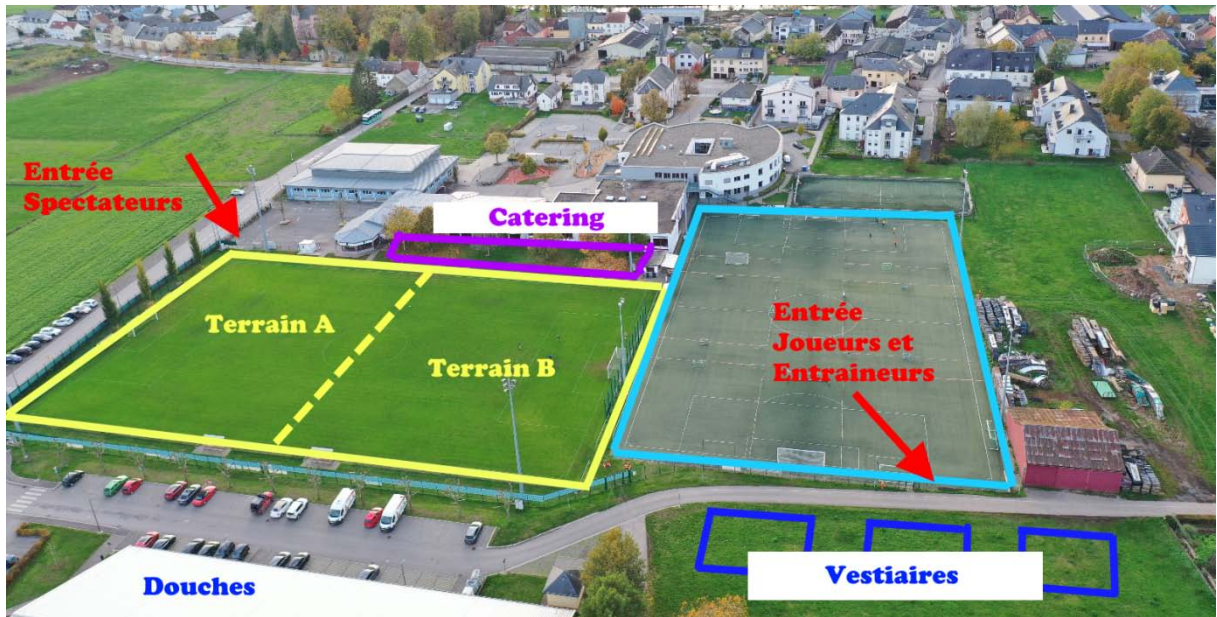 Entrée
Spectateurs
Catering
Terrain A
Terrain B
Entrée
Joueurs et
Entraineurs
Douches
Vestiaires